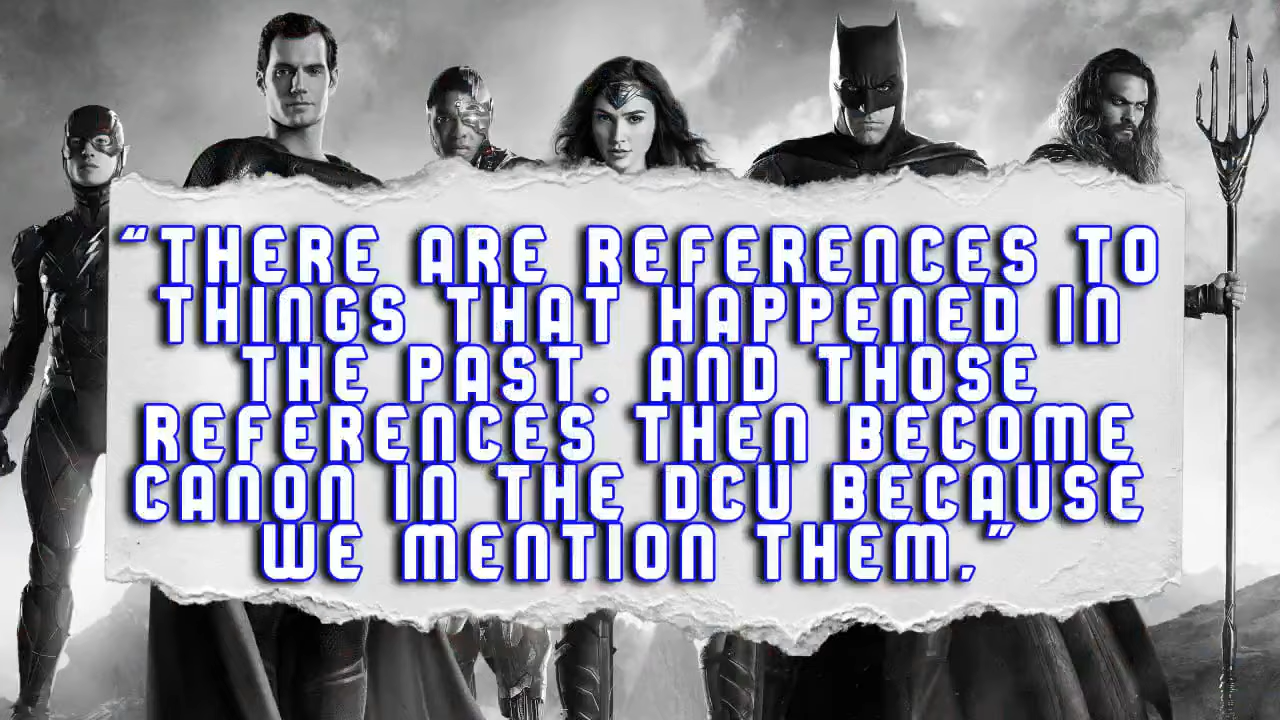 “THERE ARE REFERENCES TO
THINGS THAT HAPPENED IN
THE PAST. AND THOSE
REFERENCES THEN BECOME
CANON IN THE DCU BECAUSE
WE MENTION THEM,”